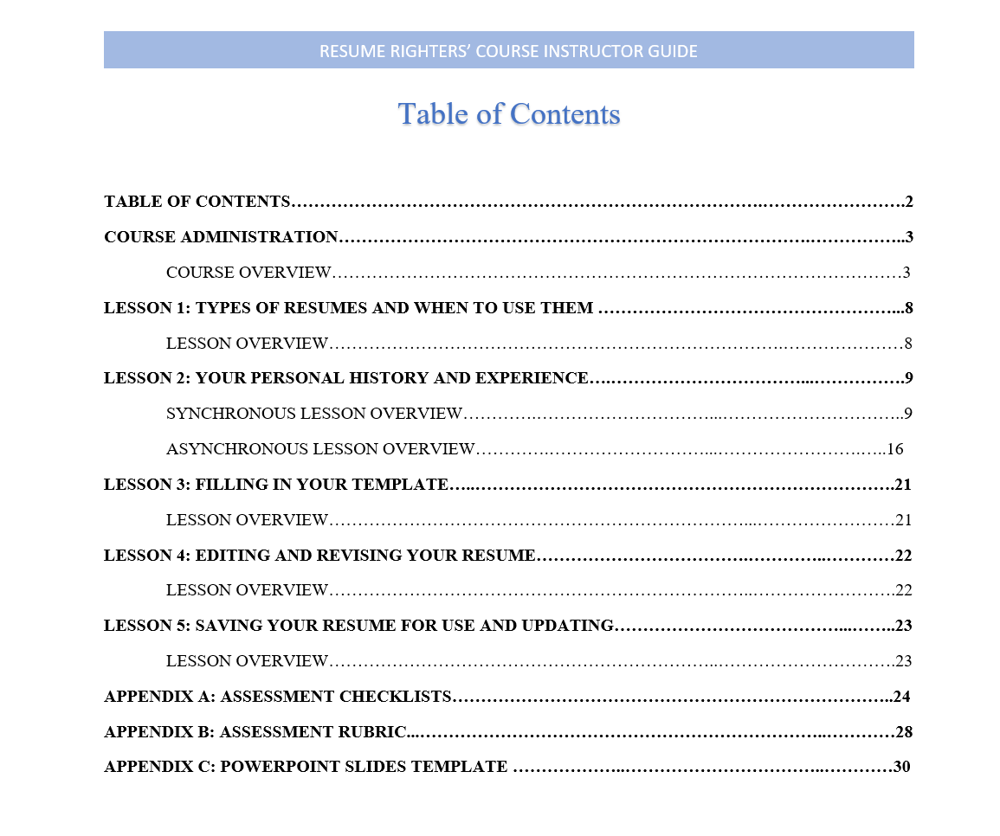 RESUME RIGHTERS’ COURSE INSTRUCTOR GUIDE
Table of Contents
TABLE OF CONTENTS……………………………………………………………………….…………………….2
COURSE ADMINISTRATION……………………………………………………………………….……………..3
COURSE OVERVIEW………………………………………………………………………………………3
LESSON 1: TYPES OF RESUMES AND WHEN TO USE THEM ……………………………………………...8
LESSON OVERVIEW…………………………………………………………………….…………………8
LESSON 2: YOUR PERSONAL HISTORY AND EXPERIENCE….……………………………...…………….9
SYNCHRONOUS LESSON OVERVIEW………….…………………………...…………………………..9
ASYNCHRONOUS LESSON OVERVIEW………….………………………...…………………….…..16
LESSON 3: FILLING IN YOUR TEMPLATE…..……………………………………………………………….21
LESSON OVERVIEW………………………………………………………………...……………………21
LESSON 4: EDITING AND REVISING YOUR RESUME……………………………….…………..…………22
LESSON OVERVIEW………………………………………………………………..…………………….22
LESSON 5: SAVING YOUR RESUME FOR USE AND UPDATING…………………………………...……..23
LESSON OVERVIEW…………………………………………………………..………………………….23
APPENDIX A: ASSESSMENT CHECKLISTS…………………………………………………………………..24
APPENDIX B: ASSESSMENT RUBRIC...……………………………………………………………..…………28
APPENDIX C: POWERPOINT SLIDES TEMPLATE ………………..……………………………..…………30